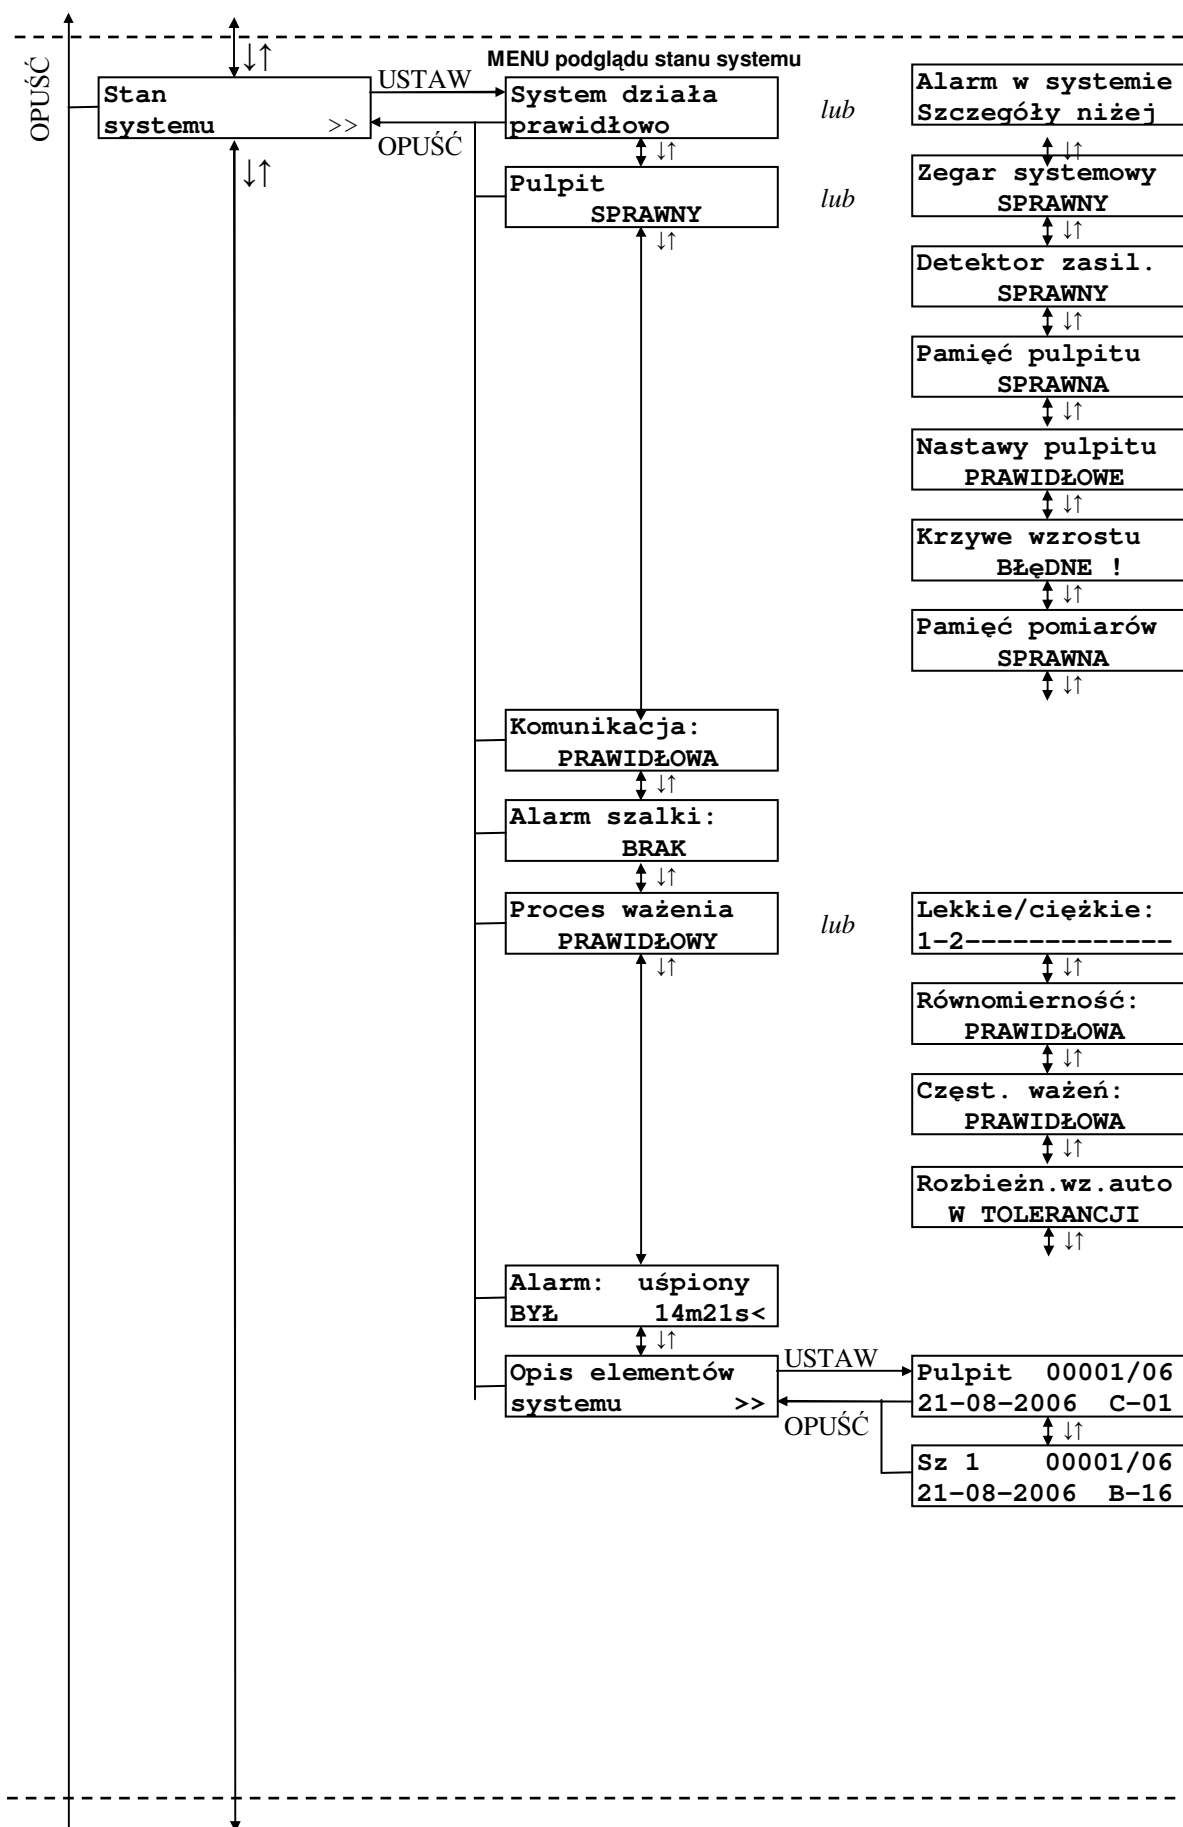 OPUŚĆ
↓↑
MENU podglądu stanu systemu
Stan
systemu >>
USTAW
OPUŚĆ
↓↑
System działa
prawidłowo
lub
Alarm w systemie
Szczegóły niżej
↓↑
↓↑
Pulpit
SPRAWNY
lub
Zegar systemowy
SPRAWNY
↓↑
↓↑
Detektor zasil.
SPRAWNY
↓↑
Pamięć pulpitu
SPRAWNA
↓↑
Nastawy pulpitu
PRAWIDŁOWE
↓↑
Krzywe wzrostu
BŁęDNE !
↓↑
Pamięć pomiarów
SPRAWNA
↓↑
Komunikacja:
PRAWIDŁOWA
↓↑
Alarm szalki:
BRAK
↓↑
Proces ważenia
PRAWIDŁOWY
↓↑
lub
Lekkie/ciężkie:
1-2-------------
↓↑
Równomierność:
PRAWIDŁOWA
↓↑
Częst. ważeń:
PRAWIDŁOWA
↓↑
Rozbieżn.wz.auto
W TOLERANCJI
↓↑
Alarm: uśpiony
BYŁ 14m21s<
↓↑
Opis elementów
systemu >>
USTAW
OPUŚĆ
Pulpit 00001/06
21-08-2006 C-01
↓↑
Sz 1 00001/06
21-08-2006 B-16